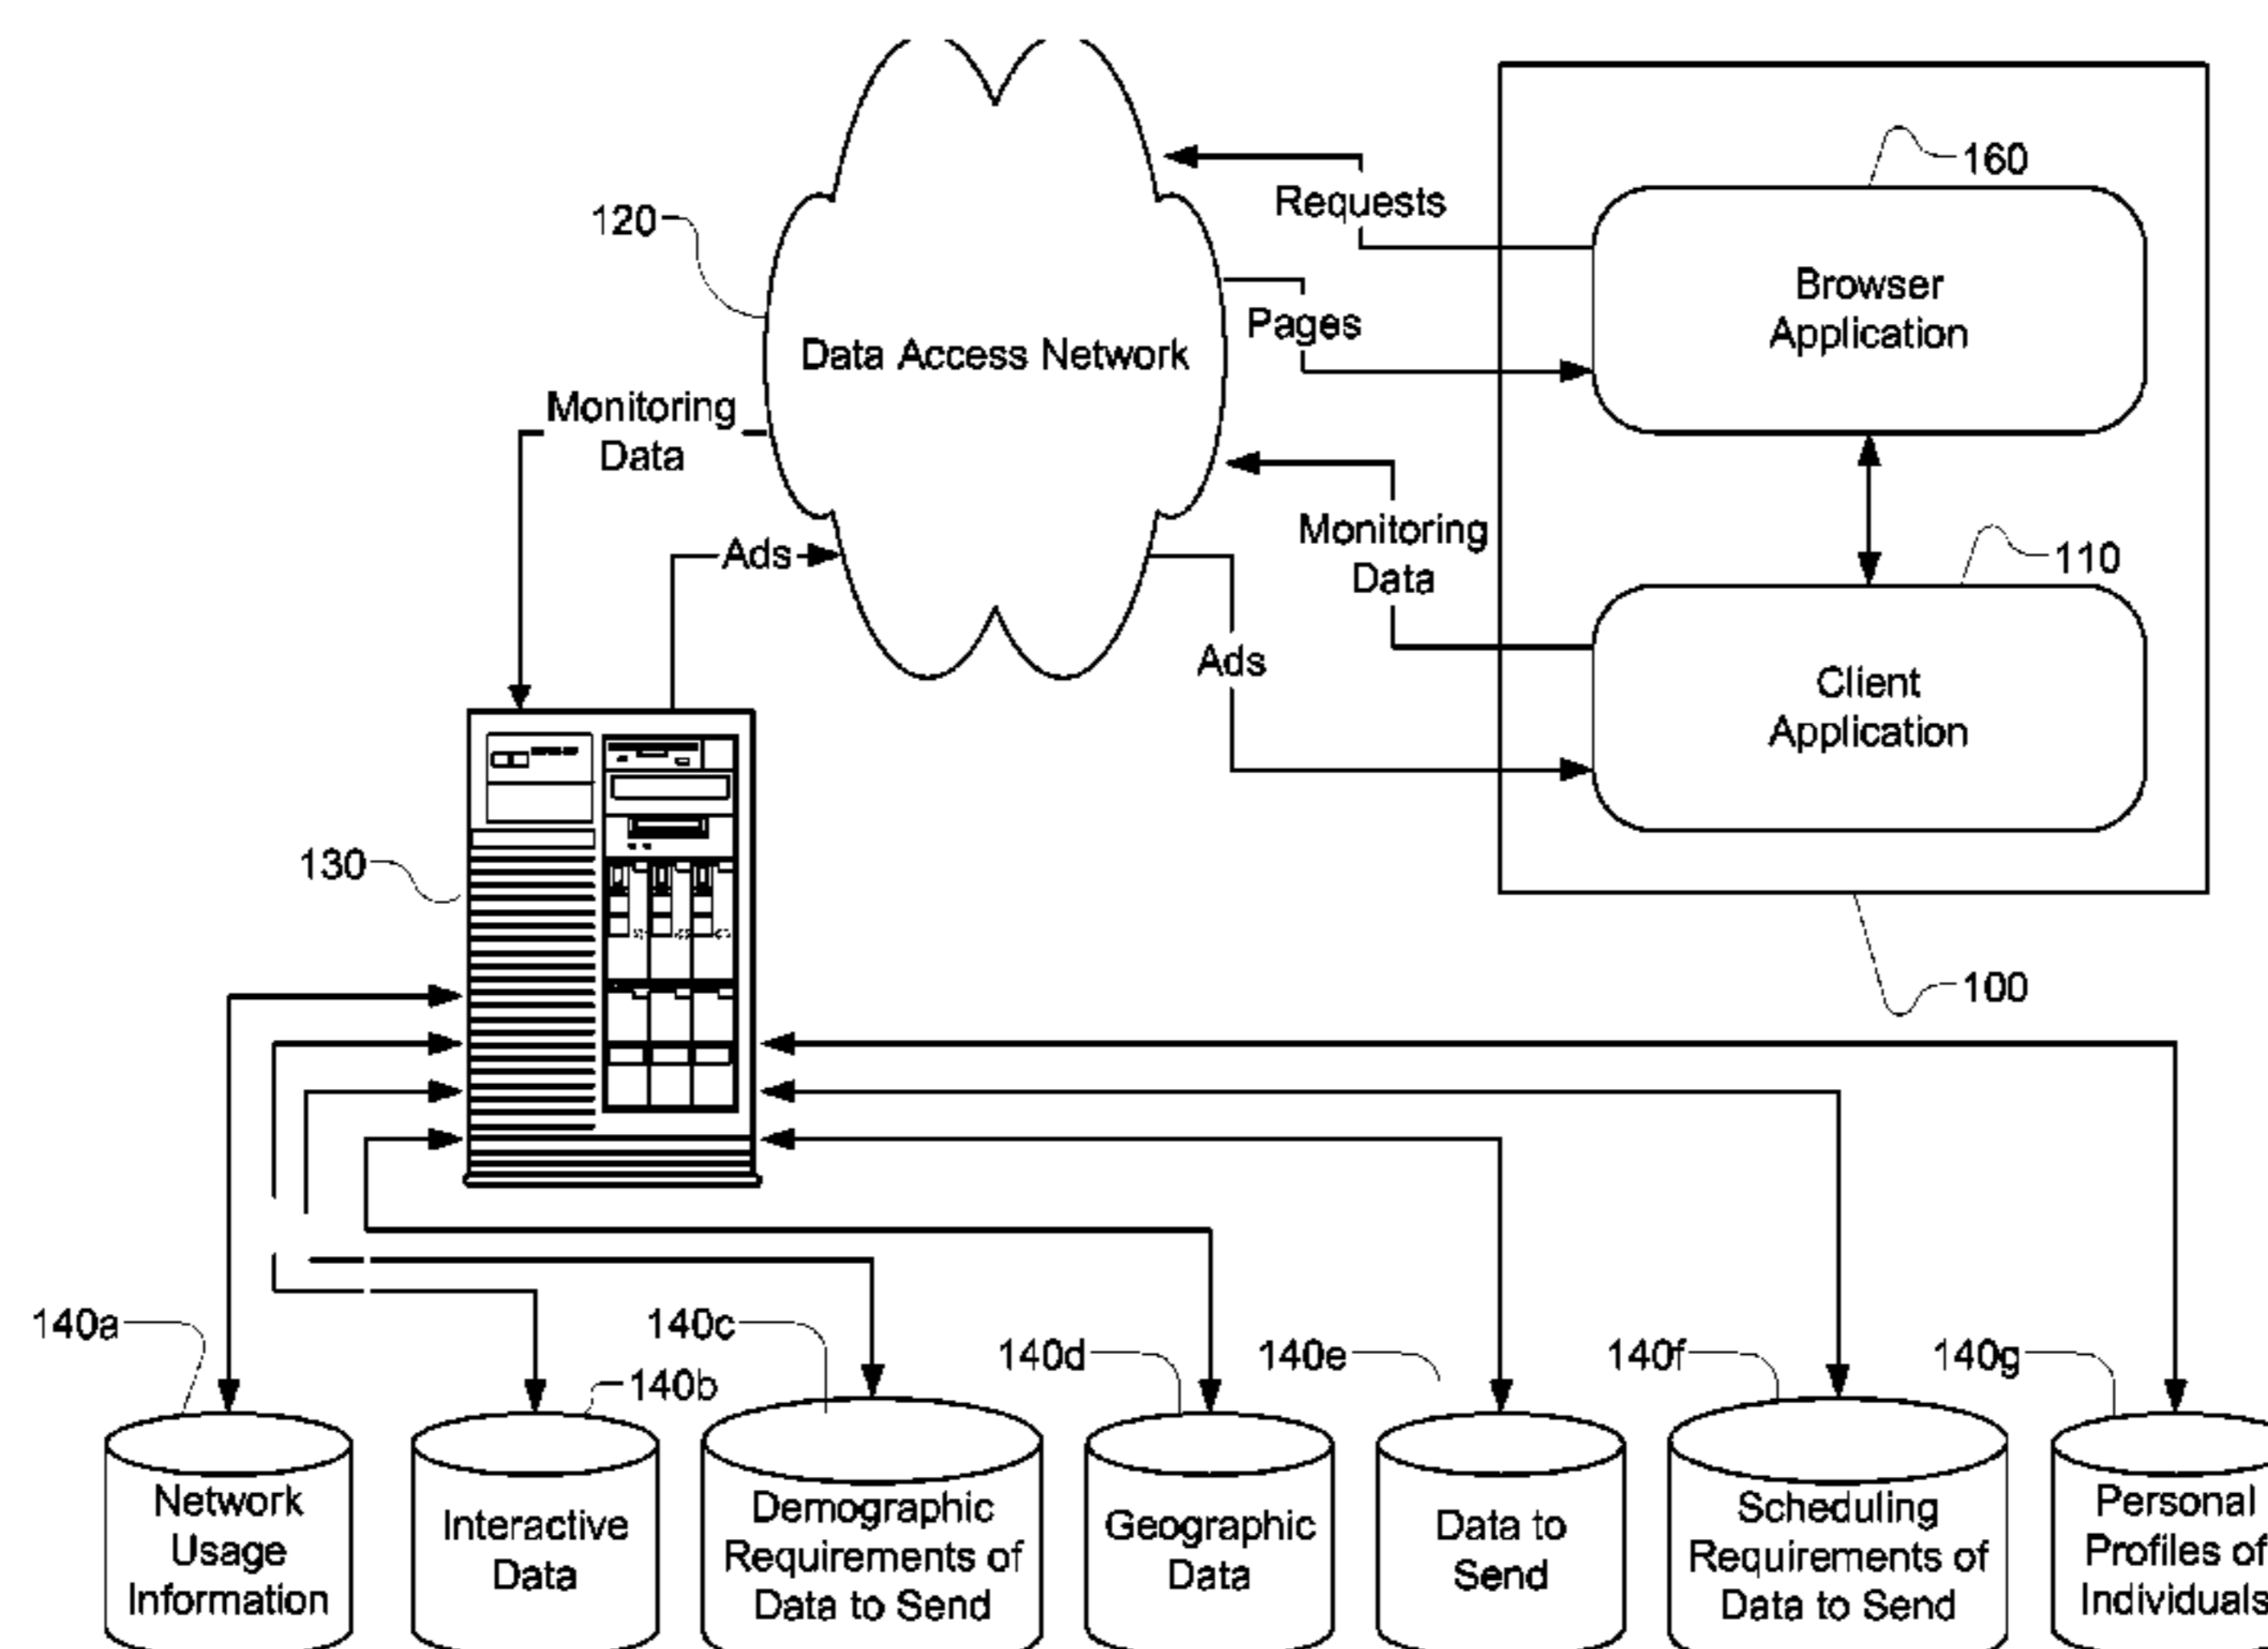 160
Requests
120
Browser
Application
Pages
Data Access Network
Monitoring
Data
Monitoring
Data
Ads
110
Ads
Client
Application
130
100
140a
140b
140c
140d
140e
140f
140g
Network
Usage
Information
Interactive
Data
Demographic
Requirements of
Data to Send
Geographic
Data
Data to
Send
Scheduling
Requirements of
Data to Send
Personal
Profiles of
Individuals